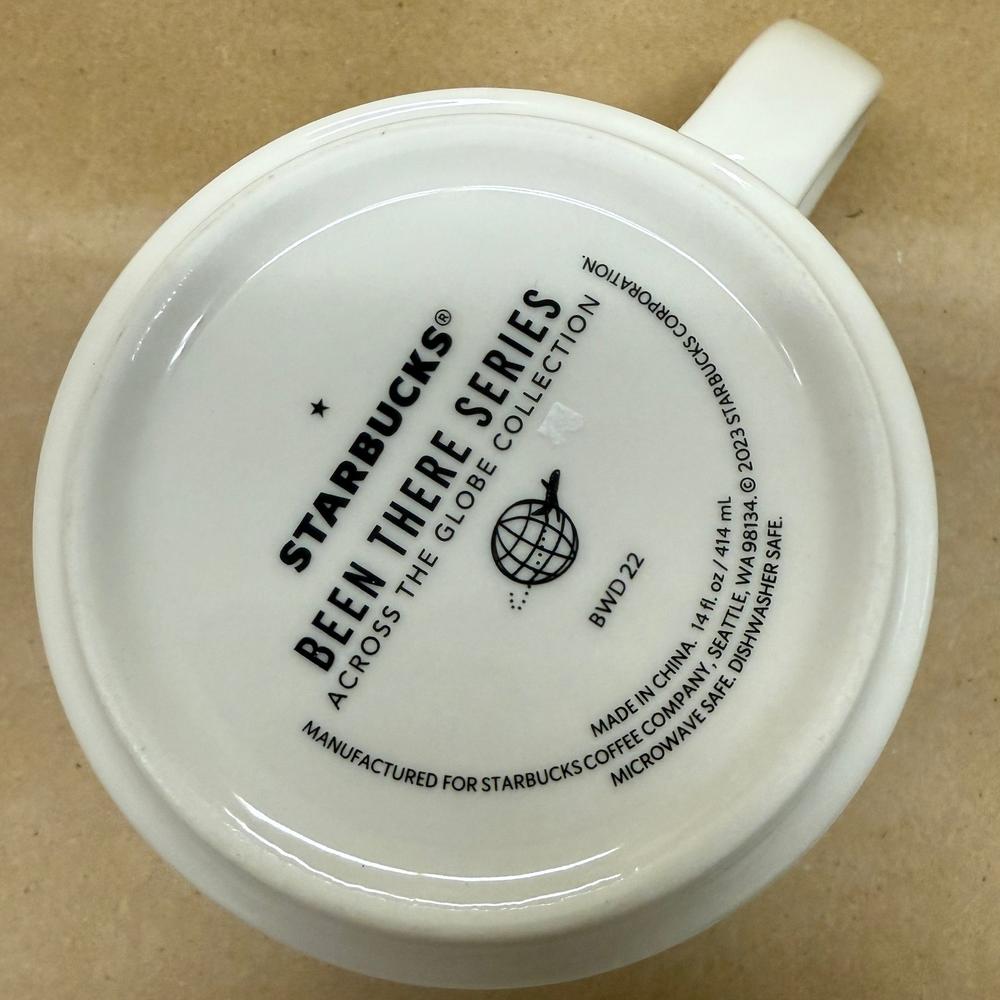 STARBUCKS®
BEEN THERE SERIES
ACROSS THE GLOBE COLLECTION
BWD 22
MADE IN CHINA. 14 fl. oz / 414 mL
MANUFACTURED FOR STARBUCKS COFFEE COMPANY, SEATTLE, WA 98134. © 2023 STARBUCKS CORPORATION.
MICROWAVE SAFE. DISHWASHER SAFE.